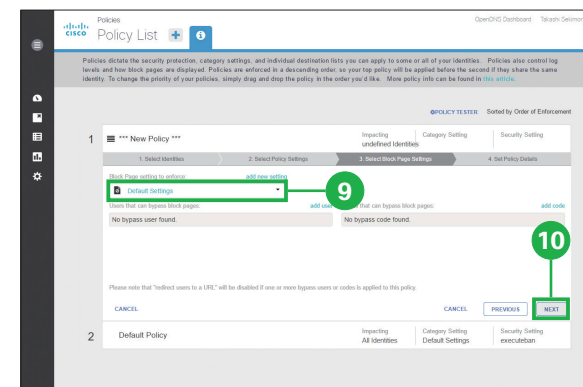 Policies
OpenDNS Dashboard Takashi Sekimoto
cisco Policy List + i
Policies dictate the security protection, category settings, and individual destination lists you can apply to some or all of your identities. Policies also control log
levels and how block pages are displayed. Policies are enforced in a descending order, so your top policy will be applied before the second if they share the same
identity. To change the priority of your policies, simply drag and drop the policy in the order you'd like. More policy info can be found in this article.
POLICY TESTER Sorted by Order of Enforcement
1 *** New Policy ***
Impacting Category Setting Security Setting
undefined Identities
1. Select Identities 2. Select Policy Settings 3. Select Block Page Settings 4. Set Policy Details
Block Page setting to enforce: add new setting
Default Settings
9
Users that can bypass block pages: add user
that can bypass block pages: add code
No bypass user found. No bypass code found.
10
Please note that "redirect users to a URL" will be disabled if one or more bypass users or codes is applied to this policy.
CANCEL CANCEL PREVIOUS NEXT
2 Default Policy
Impacting Category Setting Security Setting
All Identities Default Settings executeban